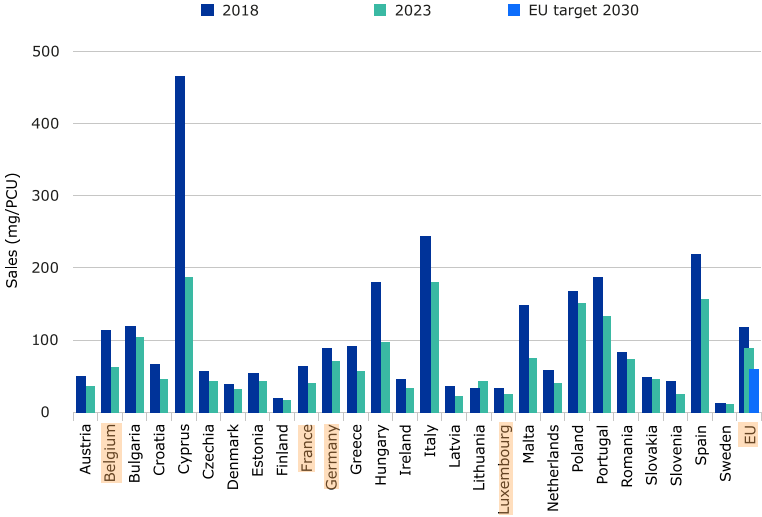 2018 2023 EU target 2030
Sales (mg/PCU)
500
400
300
200
100
0
Austria
Belgium
Bulgaria
Croatia
Cyprus
Czechia
Denmark
Estonia
Finland
France
Germany
Greece
Hungary
Ireland
Italy
Latvia
Lithuania
Luxembourg
Malta
Netherlands
Poland
Portugal
Romania
Slovakia
Slovenia
Spain
Sweden
EU